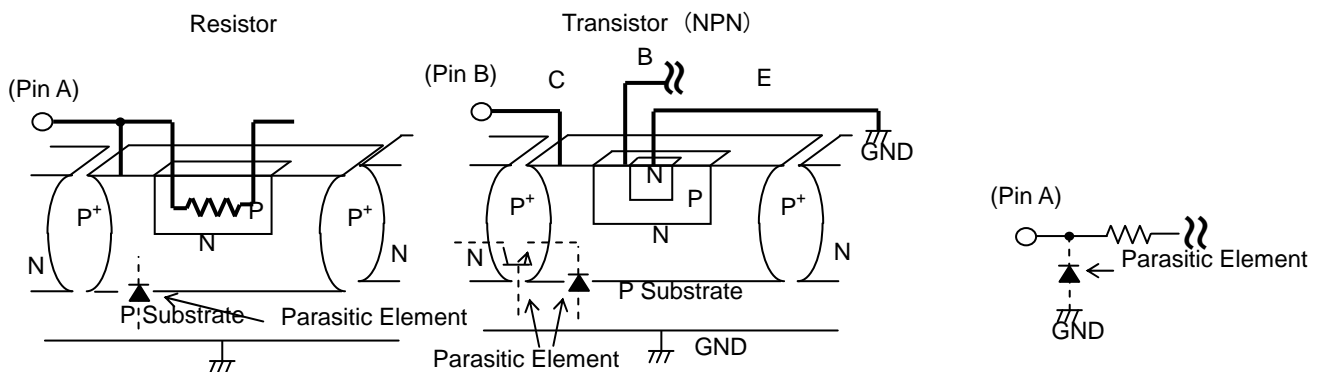 Resistor
Transistor（NPN）
(Pin A)
(Pin B)
C
B
E
GND
P+
P
P+
N
N
N
P Substrate
Parasitic Element
P+
N
P
P+
N
N
N
P Substrate
Parasitic Element
GND
(Pin A)
Parasitic Element
GND